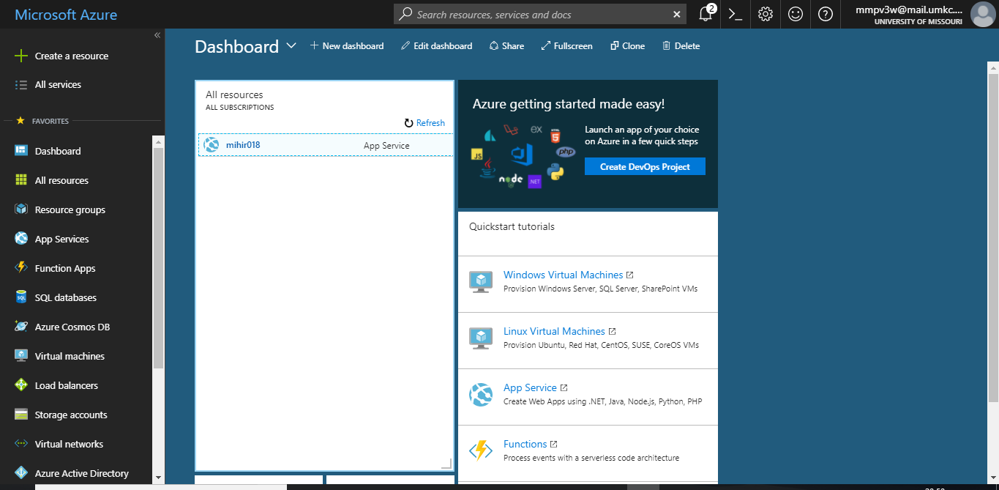 Microsoft Azure
Search resources, services and docs
2
mmpv3w@mail.umkc....
UNIVERSITY OF MISSOURI
Create a resource
All services
FAVORITES
Dashboard
All resources
Resource groups
App Services
Function Apps
SQL
SQL databases
Azure Cosmos DB
Virtual machines
Load balancers
Storage accounts
Virtual networks
Azure Active Directory
Dashboard
New dashboard
Edit dashboard
Share
Fullscreen
Clone
Delete
All resources
ALL SUBSCRIPTIONS
Refresh
mihir018
App Service
Azure getting started made easy!
Launch an app of your choice
on Azure in a few quick steps
Create DevOps Project
ex
JS
php
node
.NET
Quickstart tutorials
Windows Virtual Machines
Provision Windows Server, SQL Server, SharePoint VMs
Linux Virtual Machines
Provision Ubuntu, Red Hat, CentOS, SUSE, CoreOS VMs
App Service
Create Web Apps using .NET, Java, Node.js, Python, PHP
Functions
Process events with a serverless code architecture